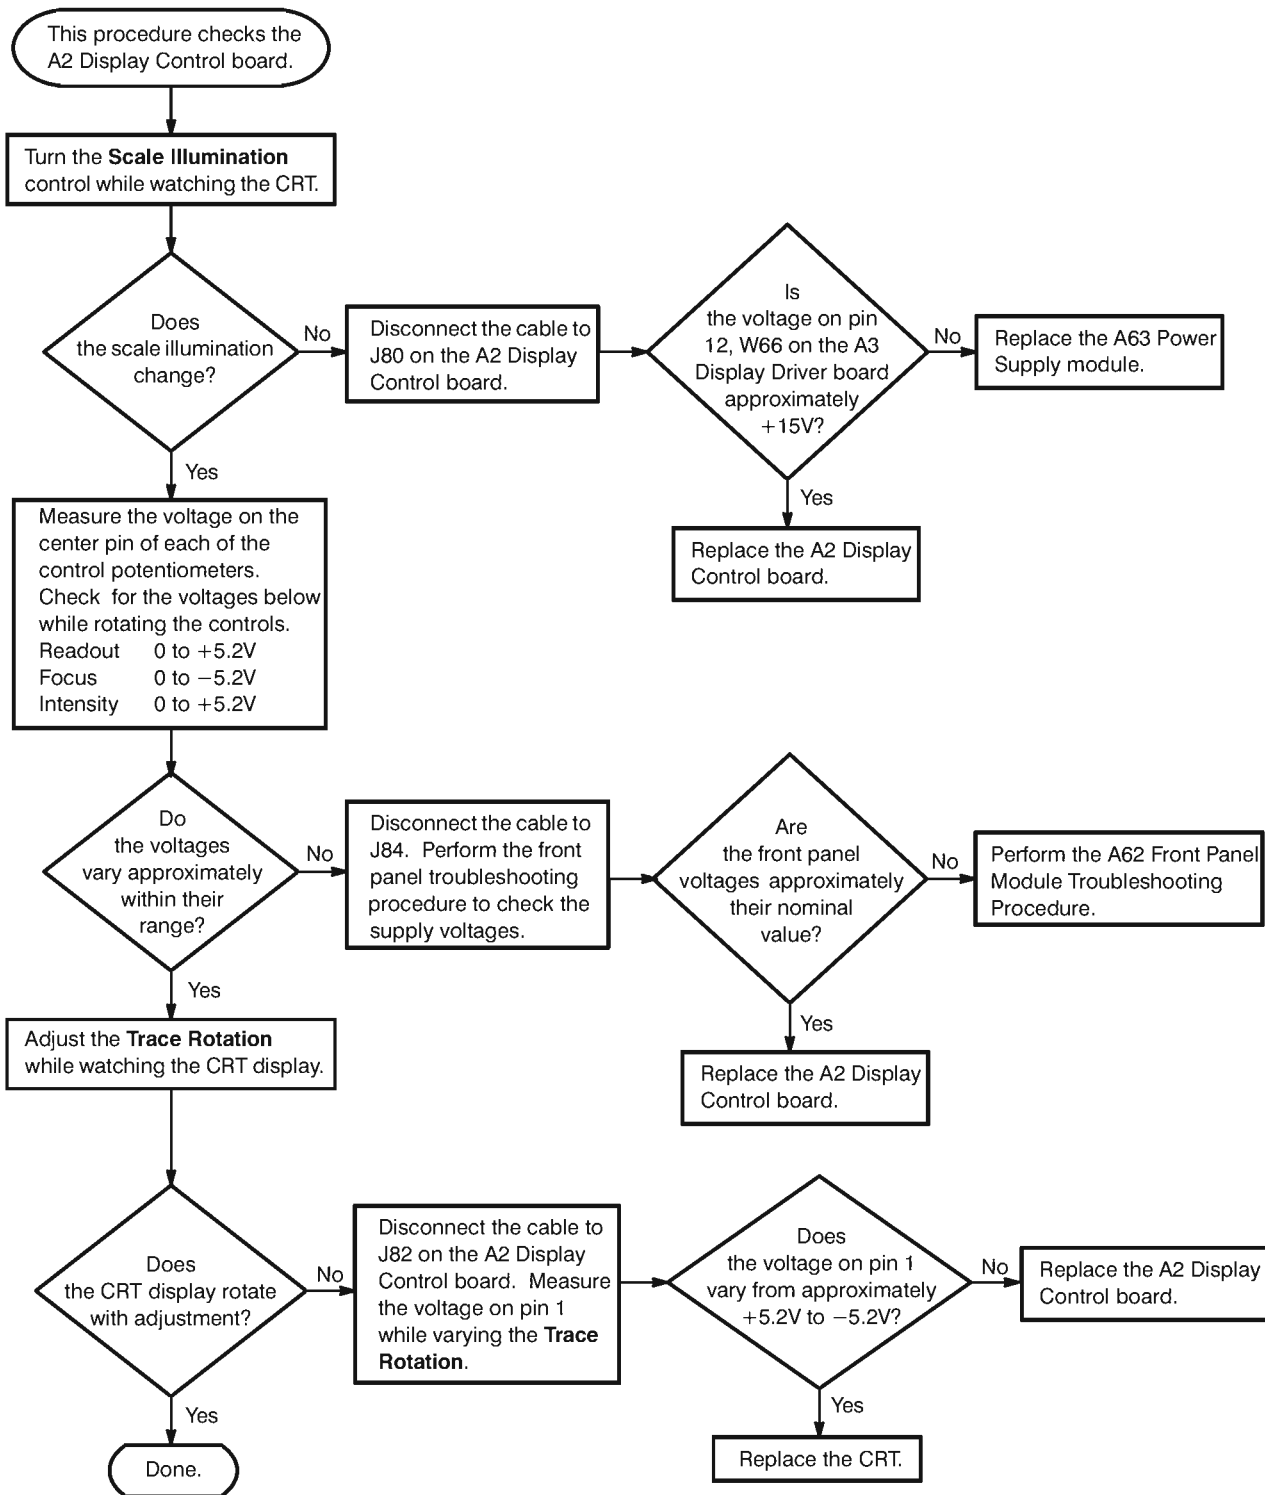 This procedure checks the
A2 Display Control board.
Turn the Scale Illumination
control while watching the CRT.
Does
the scale illumination
change?
No
Disconnect the cable to
J80 on the A2 Display
Control board.
Is
the voltage on pin
12, W66 on the A3
Display Driver board
approximately
+15V?
No
Replace the A63 Power
Supply module.
Yes
Replace the A2 Display
Control board.
Yes
Measure the voltage on the
center pin of each of the
control potentiometers.
Check for the voltages below
while rotating the controls.
Readout 0 to +5.2V
Focus 0 to −5.2V
Intensity 0 to +5.2V
Do
the voltages
vary approximately
within their
range?
No
Disconnect the cable to
J84. Perform the front
panel troubleshooting
procedure to check the
supply voltages.
Are
the front panel
voltages approximately
their nominal
value?
No
Perform the A62 Front Panel
Module Troubleshooting
Procedure.
Yes
Replace the A2 Display
Control board.
Yes
Adjust the Trace Rotation
while watching the CRT display.
Does
the CRT display rotate
with adjustment?
No
Disconnect the cable to
J82 on the A2 Display
Control board. Measure
the voltage on pin 1
while varying the Trace
Rotation.
Does
the voltage on pin 1
vary from approximately
+5.2V to −5.2V?
No
Replace the A2 Display
Control board.
Yes
Replace the CRT.
Yes
Done.